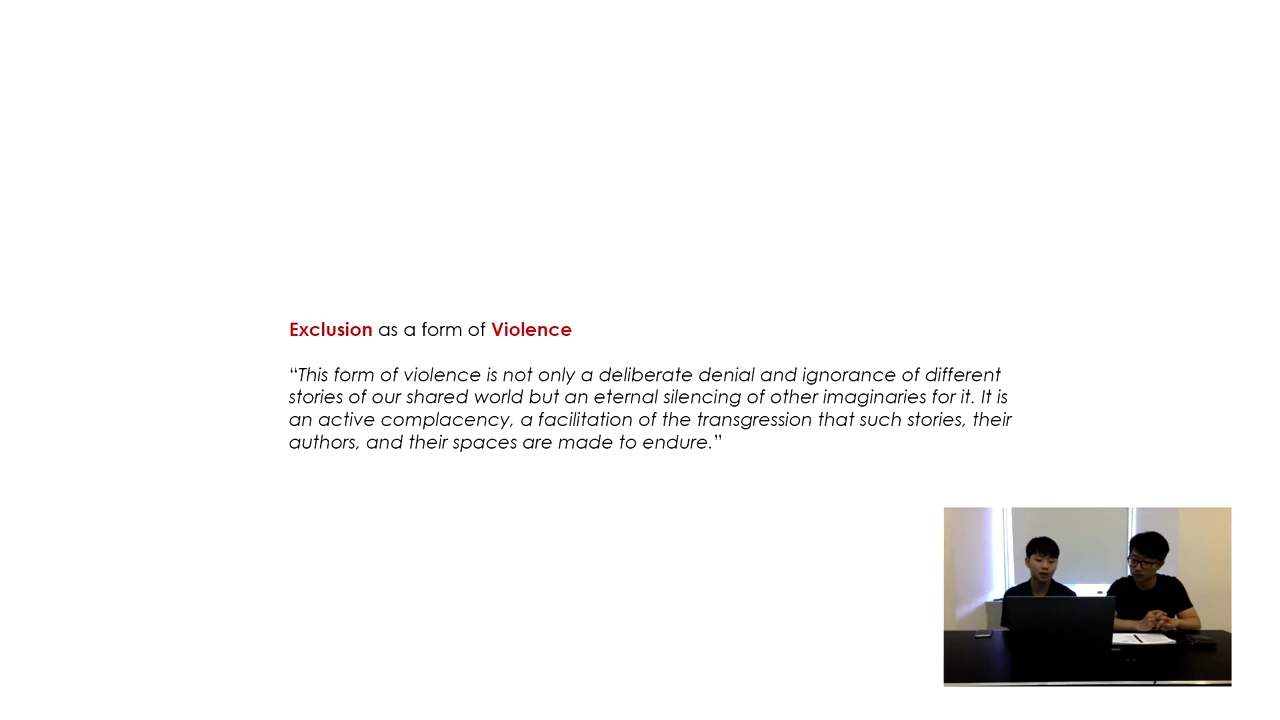 Exclusion as a form of Violence
“This form of violence is not only a deliberate denial and ignorance of different
stories of our shared world but an eternal silencing of other imaginaries for it. It is
an active complacency, a facilitation of the transgression that such stories, their
authors, and their spaces are made to endure.”